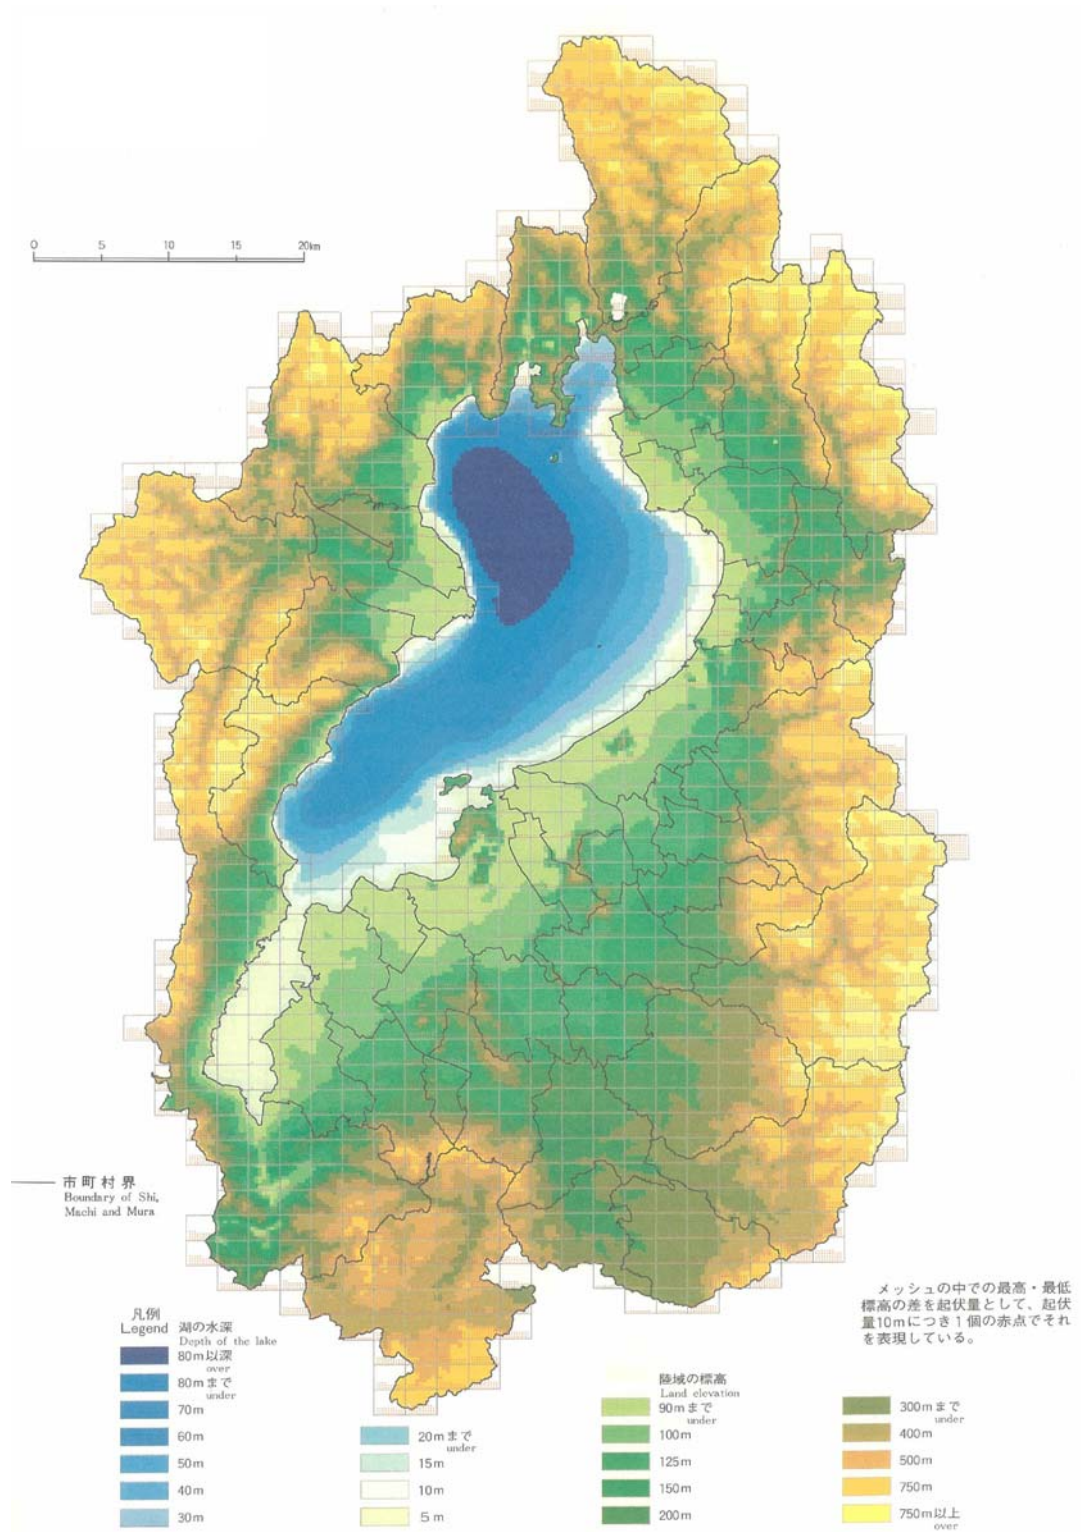 0 5 10 15 20km
市町村界
Boundary of Shi,
Machi and Mura
メッシュの中での最高・最低
標高の差を起伏量として、起伏
量10mにつき1個の赤点でそれ
を表現している。
凡例
Legend
湖の水深
Depth of the lake
80m以深
over
80mまで
under
70m
60m
50m
40m
30m
20mまで
under
15m
10m
5m
陸域の標高
Land elevation
90mまで
under
100m
125m
150m
200m
300mまで
under
400m
500m
750m
750m以上
over